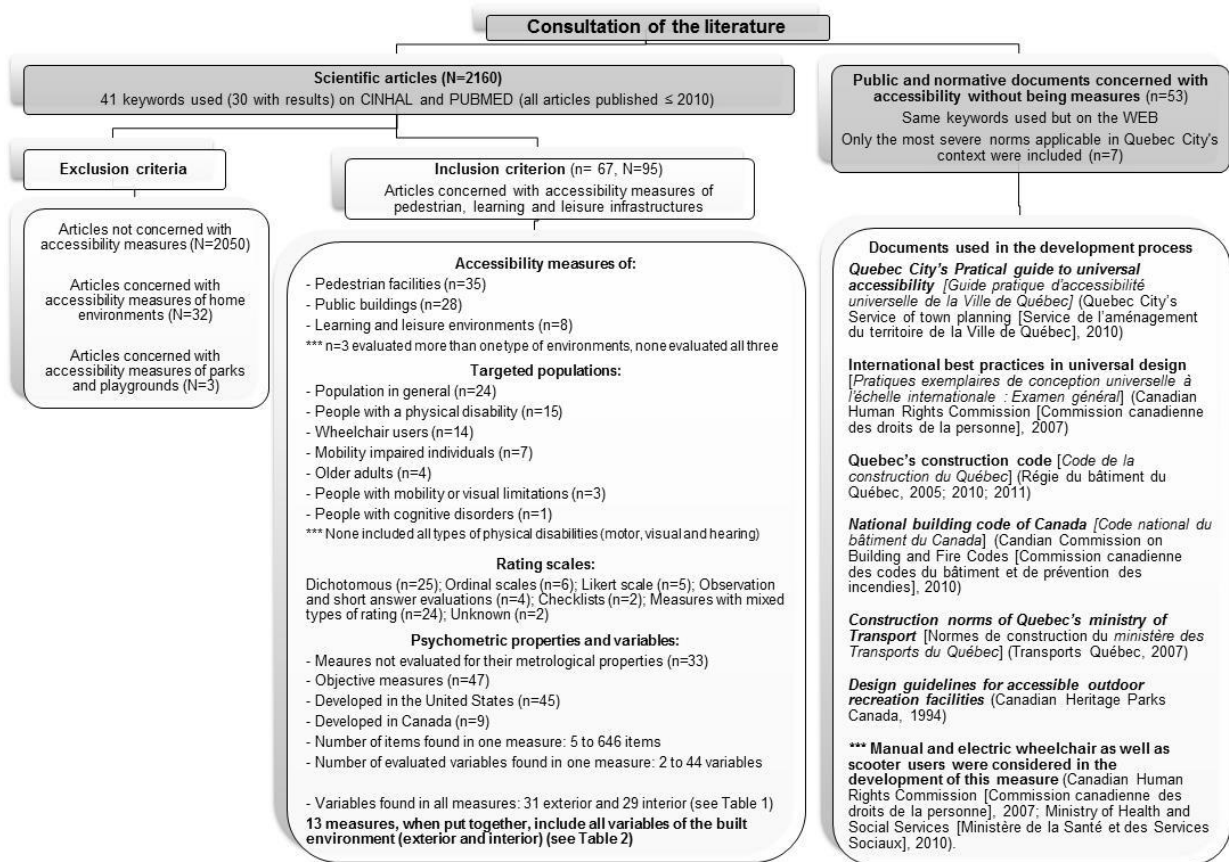 Consultation of the literature
Scientific articles (N=2160)
41 keywords used (30 with results) on CINHAL and PUBMED (all articles published ≤ 2010)
Public and normative documents concerned with
accessibility without being measures (n=53)
Same keywords used but on the WEB
Only the most severe norms applicable in Quebec City's
context were included (n=7)
Exclusion criteria
Inclusion criterion (n= 67, N=95)
Articles concerned with accessibility measures of
pedestrian, learning and leisure infrastructures
Articles not concerned with
accessibility measures (N=2050)
Articles concerned with
accessibility measures of home
environments (N=32)
Articles concerned with
accessibility measures of parks
and playgrounds (N=3)
Accessibility measures of:
- Pedestrian facilities (n=35)
- Public buildings (n=28)
- Learning and leisure environments (n=8)
*** n=3 evaluated more than one type of environments, none evaluated all three
Targeted populations:
- Population in general (n=24)
- People with a physical disability (n=15)
- Wheelchair users (n=14)
- Mobility impaired individuals (n=7)
- Older adults (n=4)
- People with mobility or visual limitations (n=3)
- People with cognitive disorders (n=1)
*** None included all types of physical disabilities (motor, visual and hearing)
Rating scales:
Dichotomous (n=25); Ordinal scales (n=6); Likert scale (n=5); Observation
and short answer evaluations (n=4); Checklists (n=2); Measures with mixed
types of rating (n=24); Unknown (n=2)
Psychometric properties and variables:
- Meaures not evaluated for their metrological properties (n=33)
- Objective measures (n=47)
- Developed in the United States (n=45)
- Developed in Canada (n=9)
- Number of items found in one measure: 5 to 646 items
- Number of evaluated variables found in one measure: 2 to 44 variables
- Variables found in all measures: 31 exterior and 29 interior (see Table 1)
13 measures, when put together, include all variables of the built
environment (exterior and interior) (see Table 2)
Documents used in the development process
Quebec City's Pratical guide to universal
accessibility [Guide pratique d'accessibilité
universelle de la Ville de Québec] (Quebec City's
Service of town planning [Service de l'aménagement
du territoire de la Ville de Québec], 2010)
International best practices in universal design
[Pratiques exemplaires de conception universelle à
l'échelle internationale : Examen général] (Canadian
Human Rights Commission [Commission canadienne
des droits de la personne], 2007)
Quebec's construction code [Code de la
construction du Québec] (Régie du bâtiment du
Québec, 2005; 2010; 2011)
National building code of Canada [Code national du
bâtiment du Canada] (Candian Commission on
Building and Fire Codes [Commission canadienne
des codes du bâtiment et de prévention des
incendies], 2010)
Construction norms of Quebec's ministry of
Transport [Normes de construction du ministère des
Transports du Québec] (Transports Québec, 2007)
Design guidelines for accessible outdoor
recreation facilities (Canadian Heritage Parks
Canada, 1994)
*** Manual and electric wheelchair as well as
scooter users were considered in the
development of this measure (Canadian Human
Rights Commission [Commission canadienne des
droits de la personne], 2007; Ministry of Health and
Social Services [Ministère de la Santé et des Services
Sociaux], 2010).